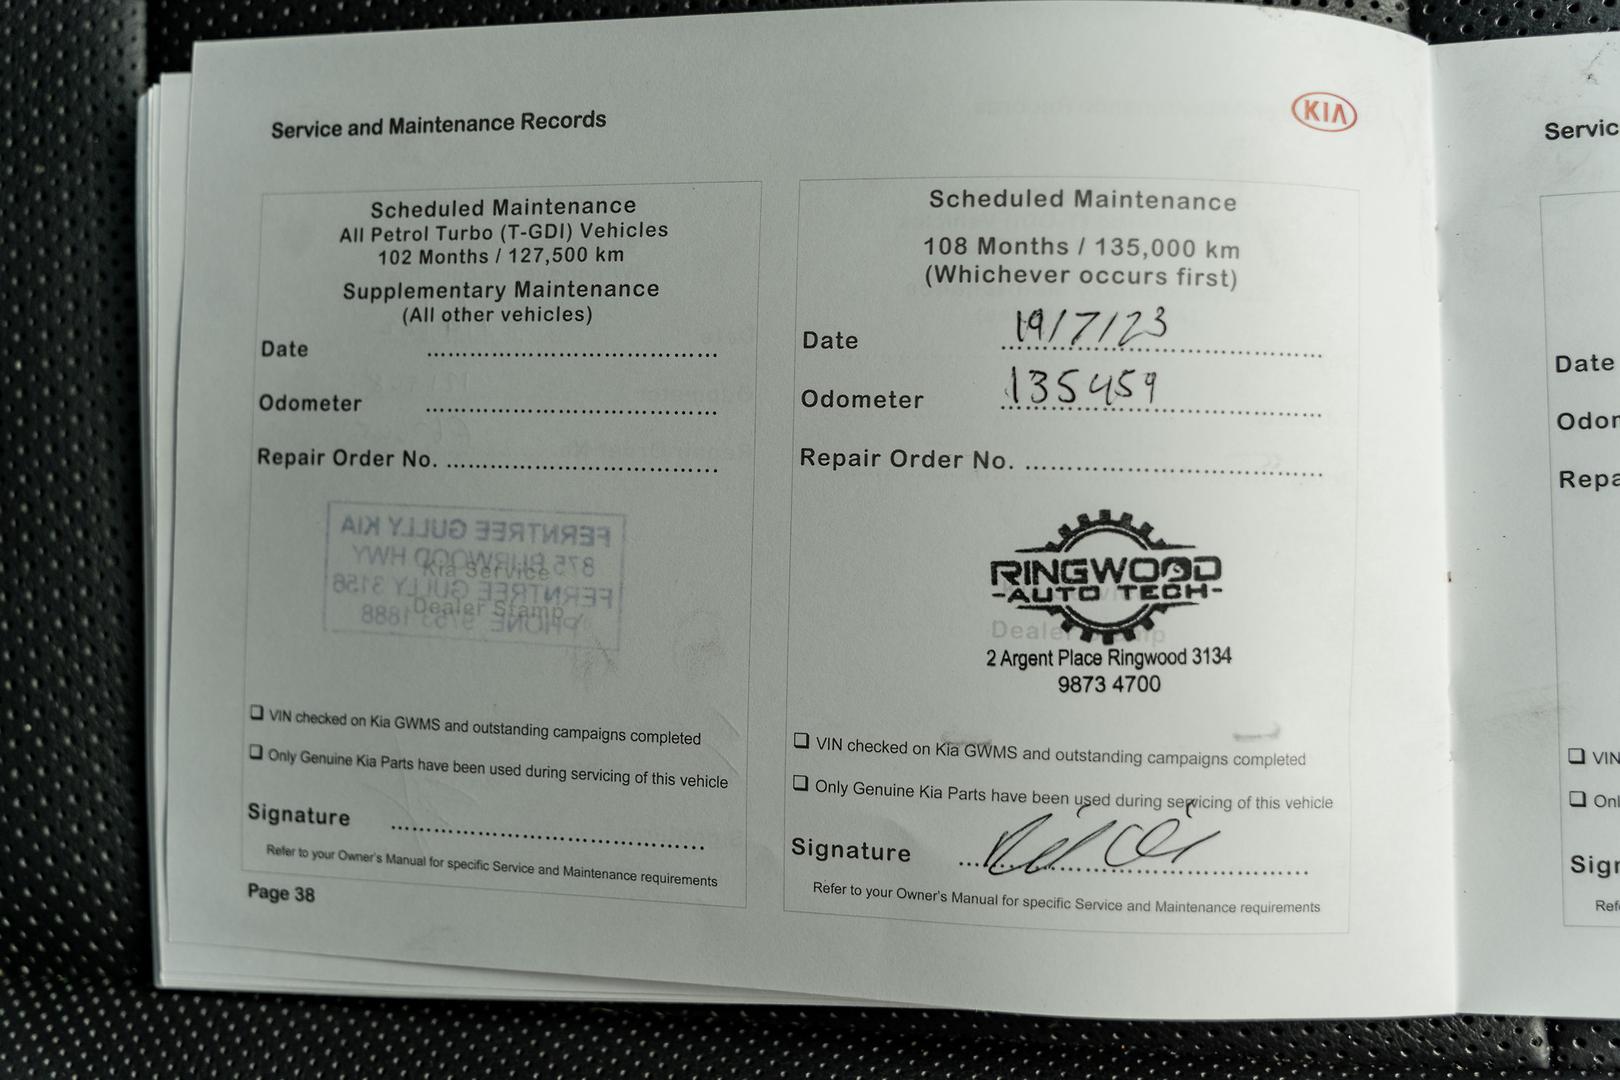 Service and Maintenance Records
KIA
Scheduled Maintenance
All Petrol Turbo (T-GDI) Vehicles
102 Months / 127,500 km
Supplementary Maintenance
(All other vehicles)
Date
Odometer
Repair Order No.
FERNTREE GULLY KIA
875 BURWOOD HWY
Kia Service
FERNTREE GULLY 3156
Dealer Stamp
PHONE 9753 1888
VIN checked on Kia GWMS and outstanding campaigns completed
Only Genuine Kia Parts have been used during servicing of this vehicle
Signature
Refer to your Owner's Manual for specific Service and Maintenance requirements
Page 38
Scheduled Maintenance
108 Months / 135,000 km
(Whichever occurs first)
Date 19/7/23
Odometer 135459
Repair Order No.
RINGWOOD
-AUTO TECH-
Dealer
2 Argent Place Ringwood 3134
9873 4700
VIN checked on Kia GWMS and outstanding campaigns completed
Only Genuine Kia Parts have been used during servicing of this vehicle
Signature
Refer to your Owner's Manual for specific Service and Maintenance requirements
Servic
Date
Odor
Repa
VIN
Onl
Sign
Refe